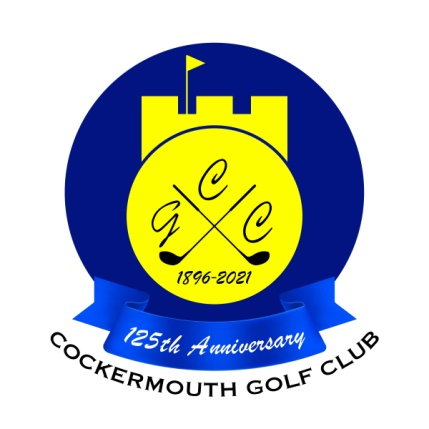 C
G C
1896-2021
125th Anniversary
COCKERMOUTH GOLF CLUB